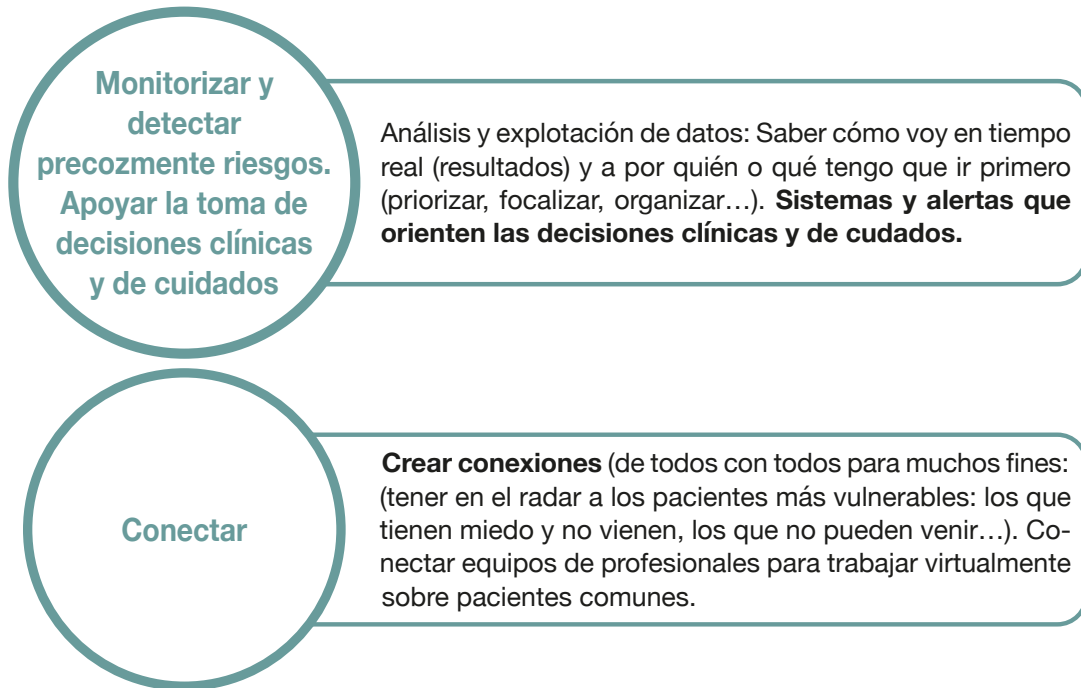 Monitorizar y
detectar
precozmente riesgos.
Apoyar la toma de
decisiones clínicas
y de cuidados
Análisis y explotación de datos: Saber cómo voy en tiempo
real (resultados) y a por quién o qué tengo que ir primero
(priorizar, focalizar, organizar…). Sistemas y alertas que
orienten las decisiones clínicas y de cudados.
Conectar
Crear conexiones (de todos con todos para muchos fines:
(tener en el radar a los pacientes más vulnerables: los que
tienen miedo y no vienen, los que no pueden venir…). Co-
nectar equipos de profesionales para trabajar virtualmente
sobre pacientes comunes.